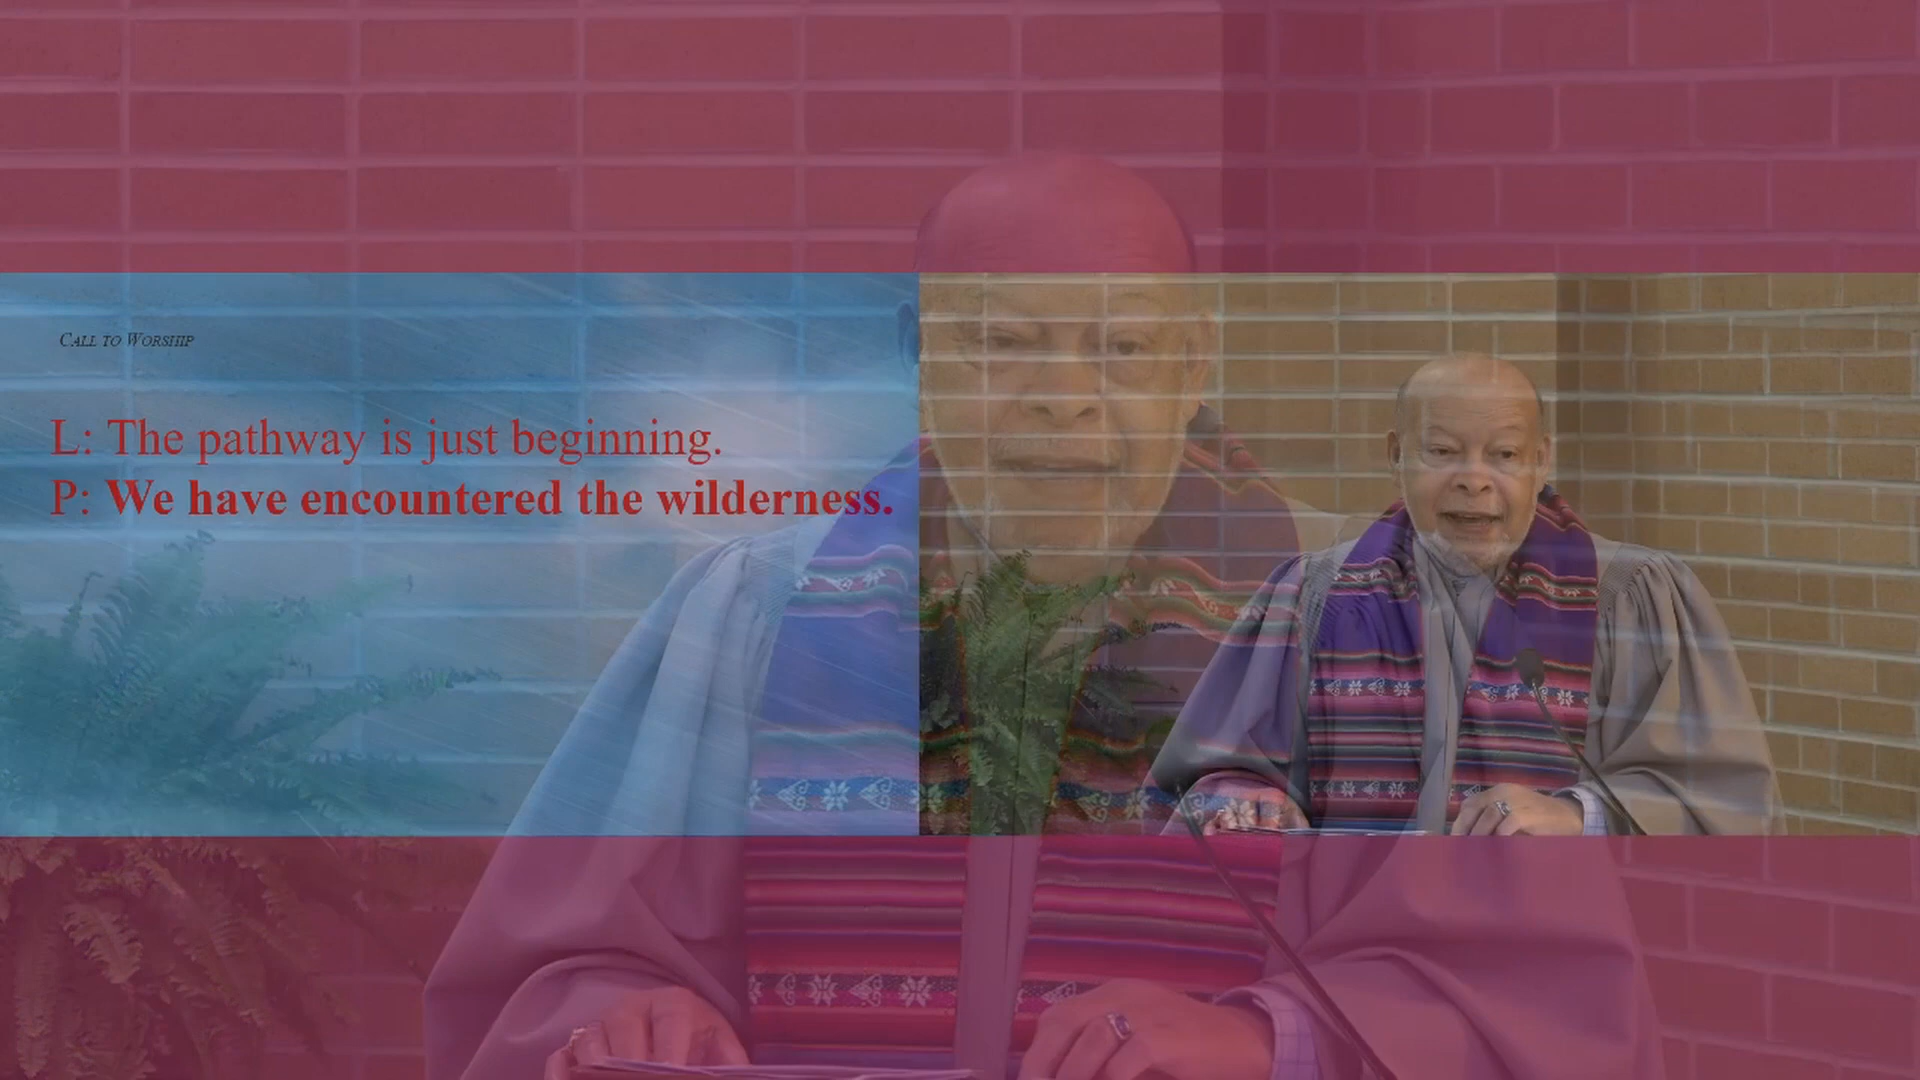 CALL TO WORSHIP
L: The pathway is just beginning.
P: We have encountered the wilderness.